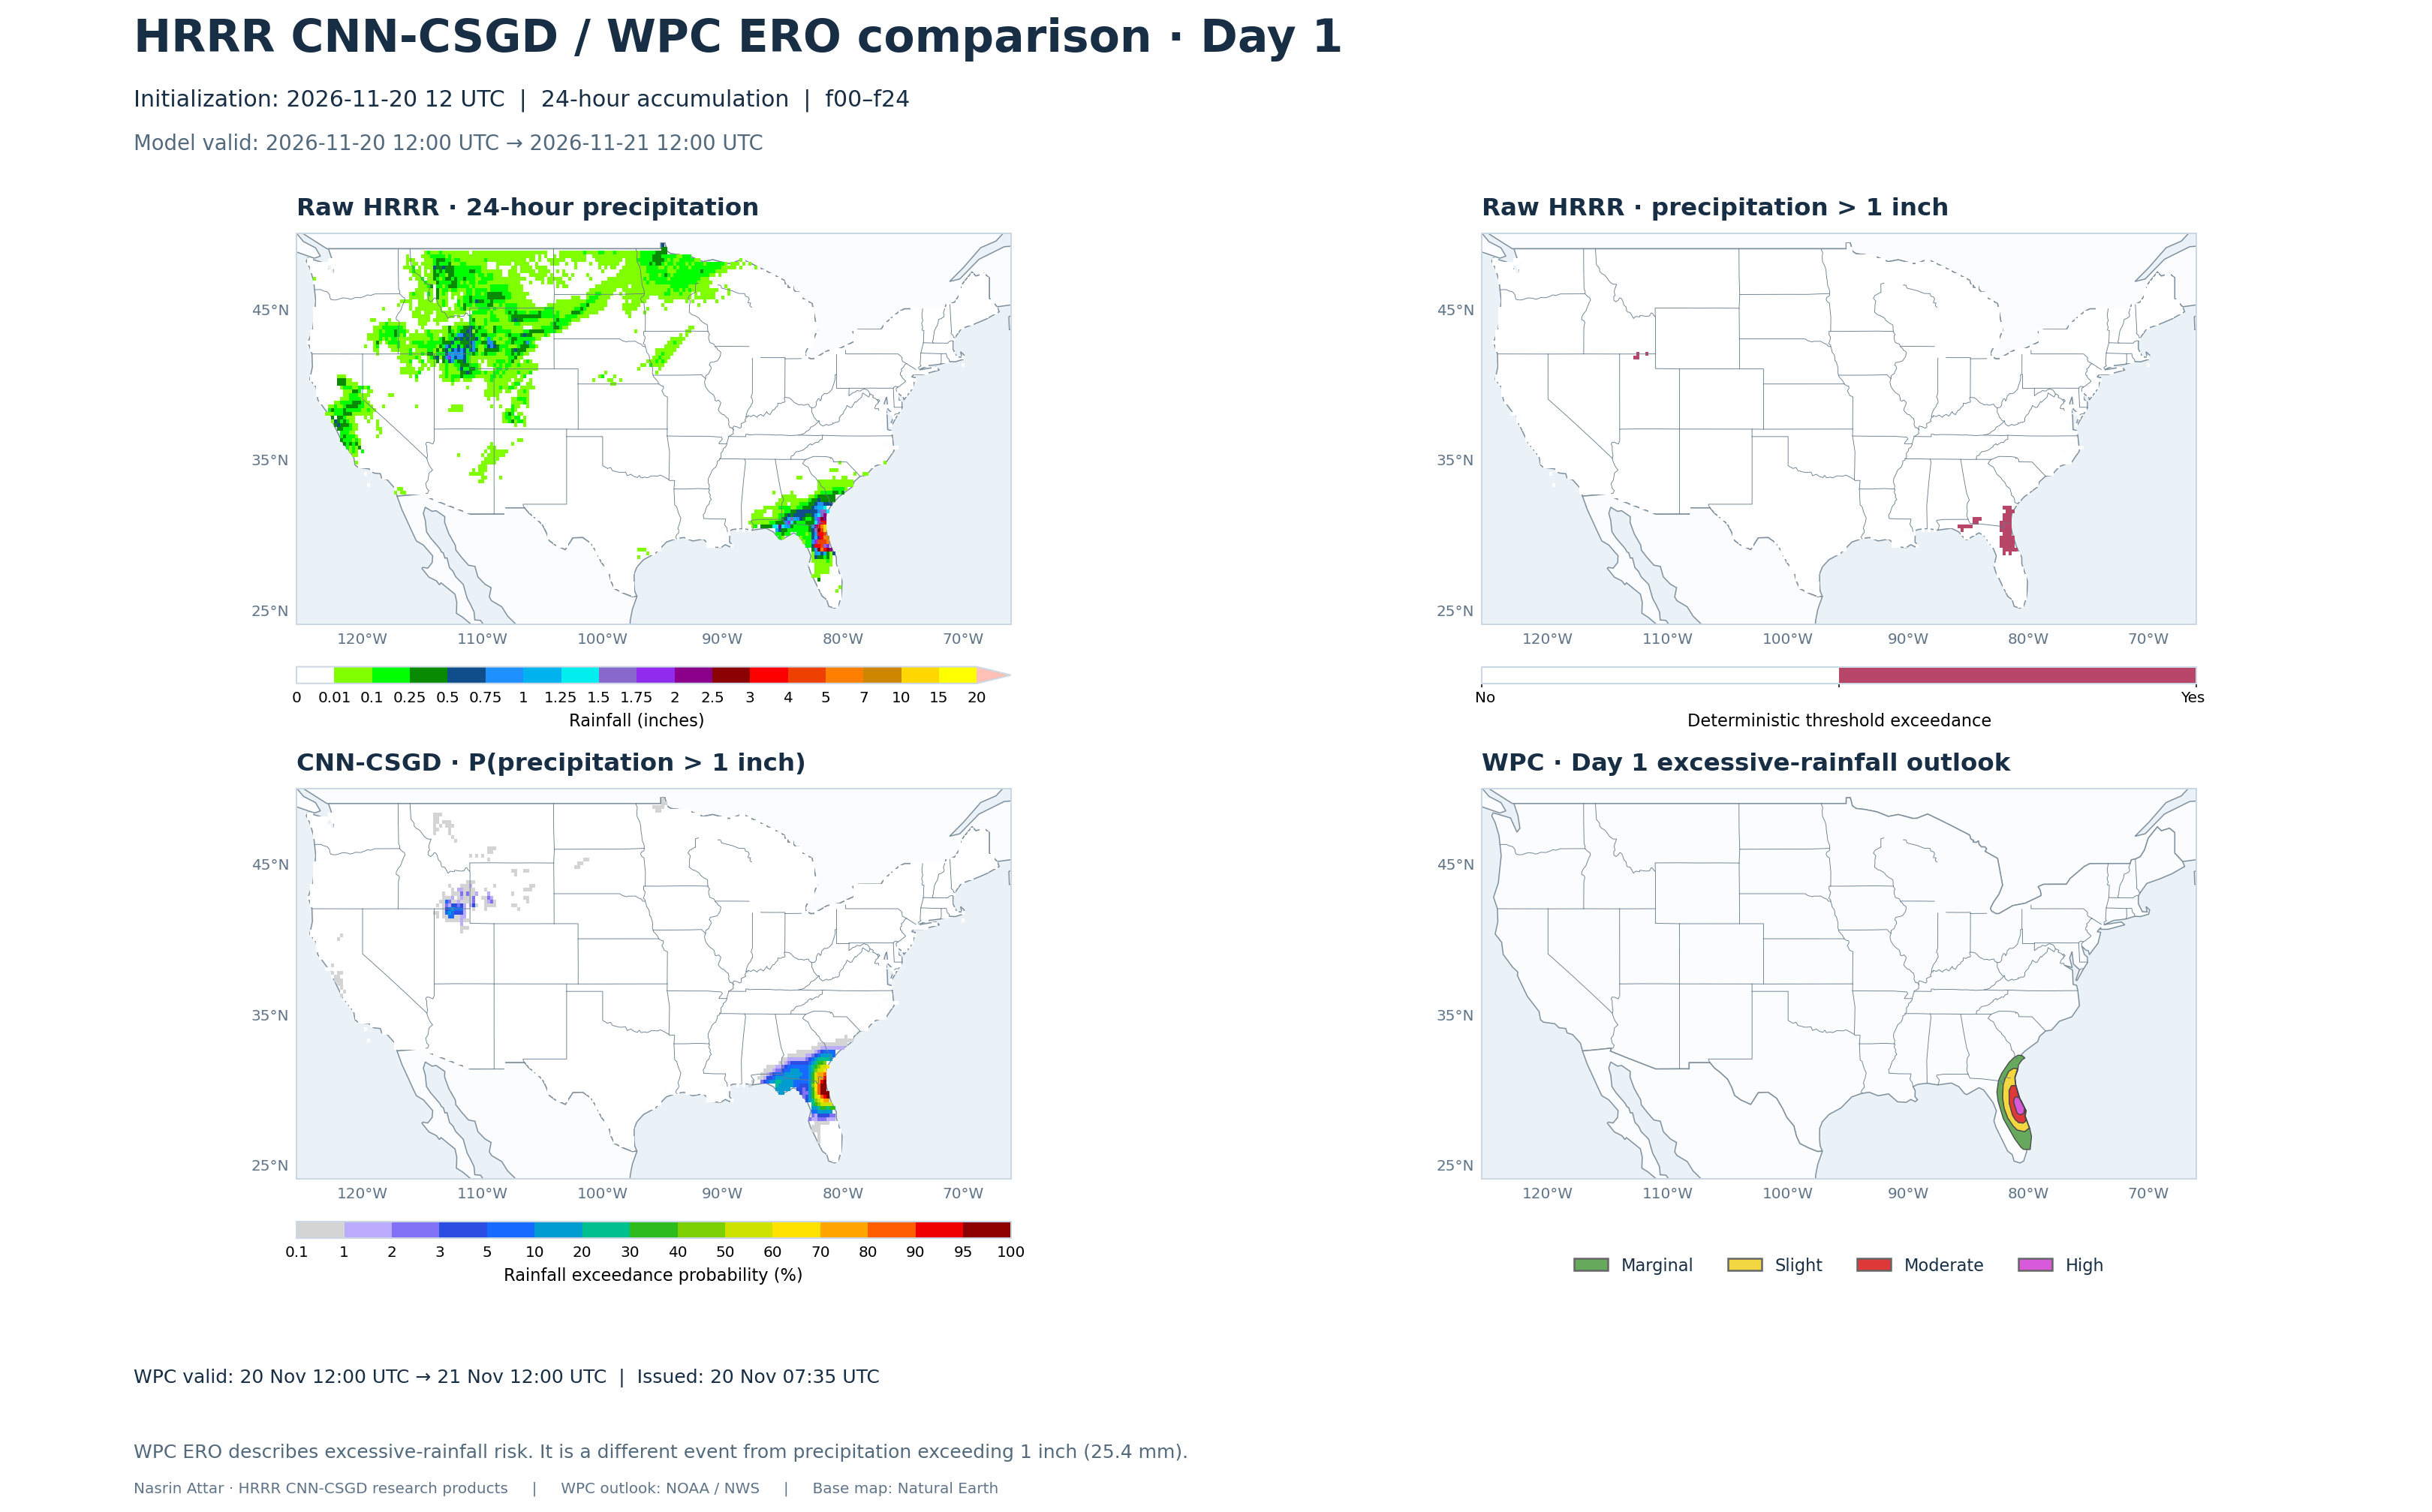 HRRR CNN-CSGD / WPC ERO comparison · Day 1
Initialization: 2026-11-20 12 UTC | 24-hour accumulation | f00–f24
Model valid: 2026-11-20 12:00 UTC → 2026-11-21 12:00 UTC
Raw HRRR · 24-hour precipitation
45°N
35°N
25°N
120°W 110°W 100°W 90°W 80°W 70°W
0 0.01 0.1 0.25 0.5 0.75 1 1.25 1.5 1.75 2 2.5 3 4 5 7 10 15 20
Rainfall (inches)
Raw HRRR · precipitation > 1 inch
45°N
35°N
25°N
120°W 110°W 100°W 90°W 80°W 70°W
No Yes
Deterministic threshold exceedance
CNN-CSGD · P(precipitation > 1 inch)
45°N
35°N
25°N
120°W 110°W 100°W 90°W 80°W 70°W
0.1 1 2 3 5 10 20 30 40 50 60 70 80 90 95 100
Rainfall exceedance probability (%)
WPC · Day 1 excessive-rainfall outlook
45°N
35°N
25°N
120°W 110°W 100°W 90°W 80°W 70°W
Marginal Slight Moderate High
WPC valid: 20 Nov 12:00 UTC → 21 Nov 12:00 UTC | Issued: 20 Nov 07:35 UTC
WPC ERO describes excessive-rainfall risk. It is a different event from precipitation exceeding 1 inch (25.4 mm).
Nasrin Attar · HRRR CNN-CSGD research products | WPC outlook: NOAA / NWS | Base map: Natural Earth